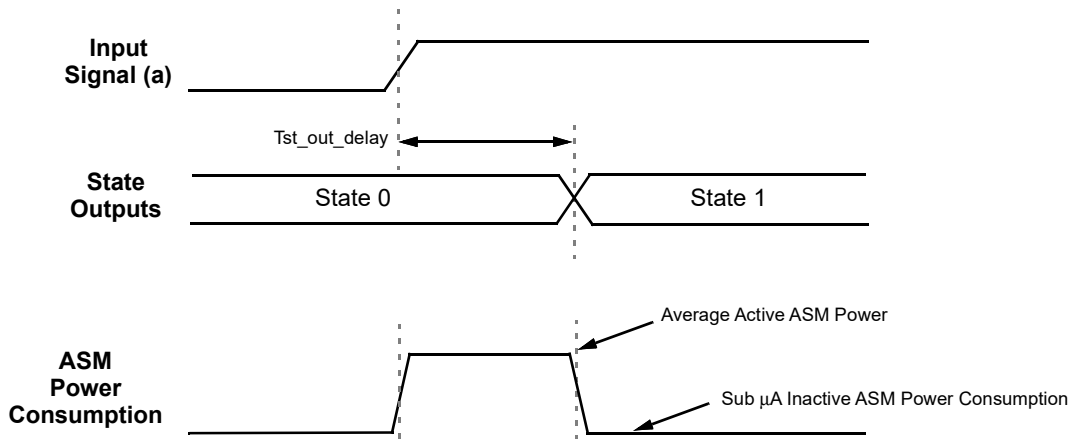 Input
Signal (a)
Tst_out_delay
State
Outputs
State 0
State 1
Average Active ASM Power
ASM
Power
Consumption
Sub μA Inactive ASM Power Consumption